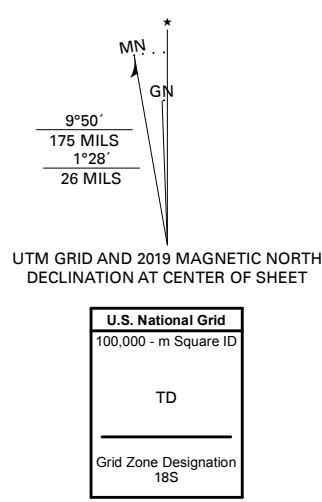 ★
MN
GN
9°50´
175 MILS
1°28´
26 MILS
UTM GRID AND 2019 MAGNETIC NORTH
DECLINATION AT CENTER OF SHEET
U.S. National Grid
100,000 - m Square ID
TD
Grid Zone Designation
18S